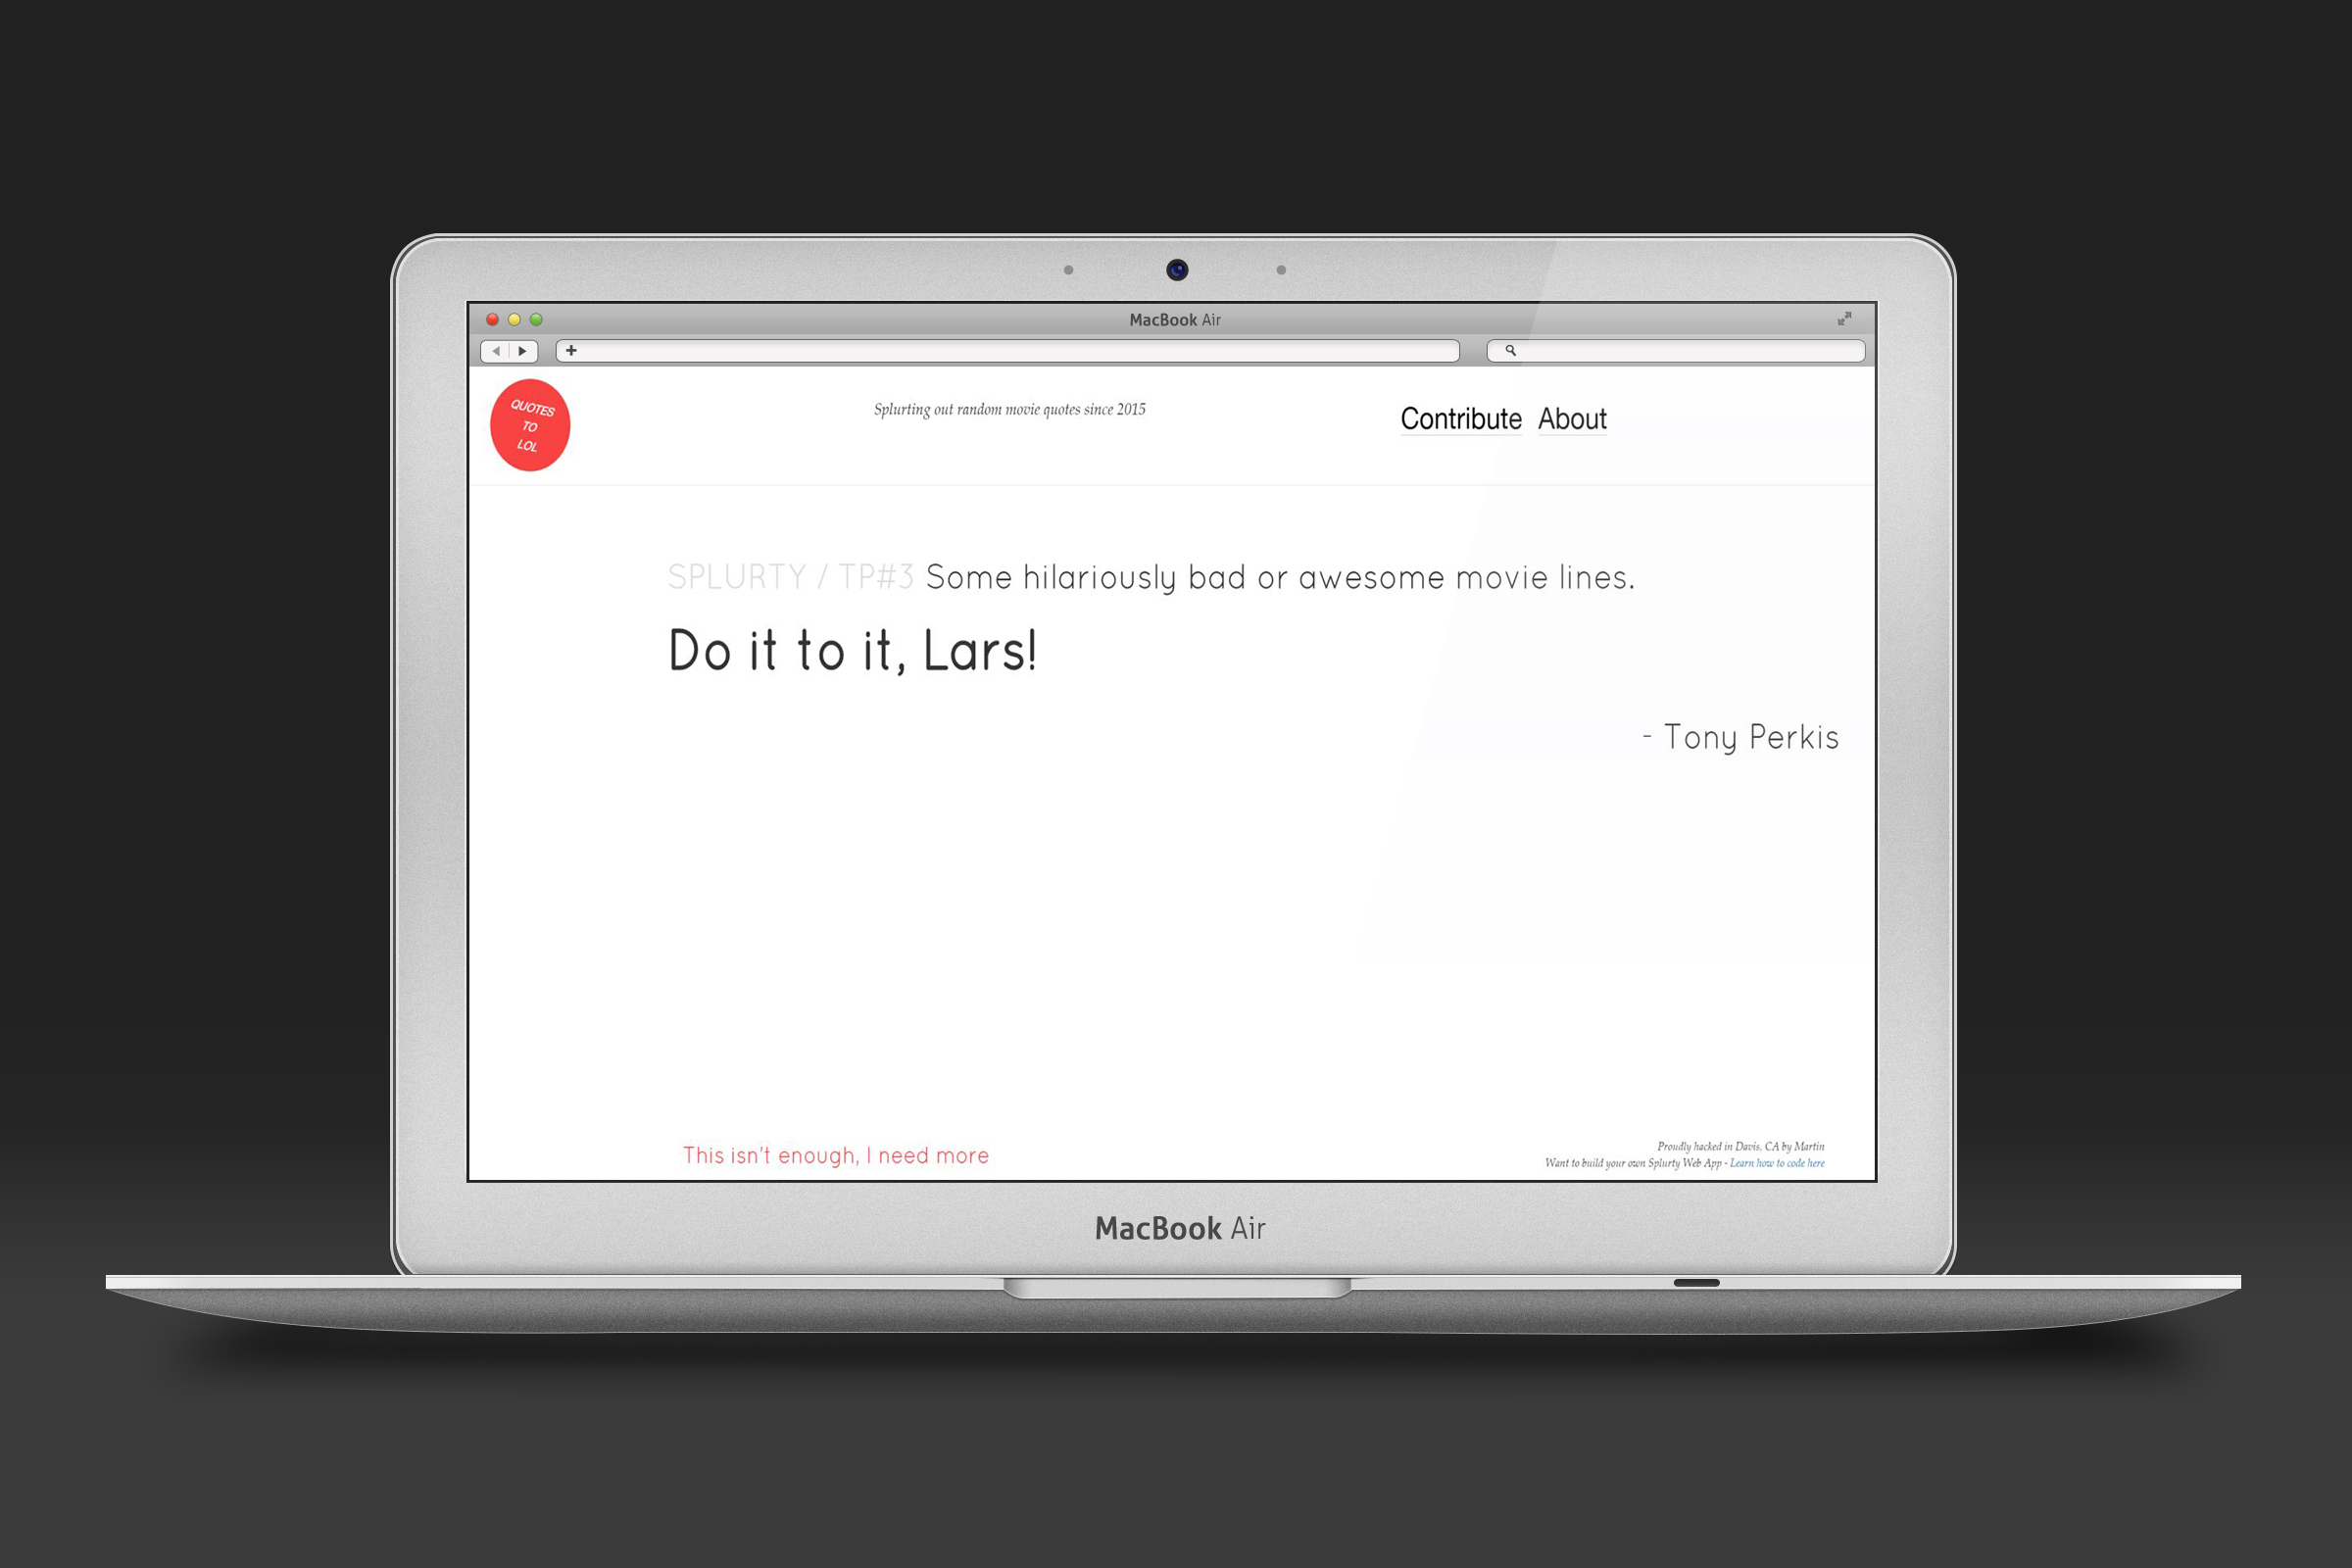 MacBook Air
QUOTES
TO
LOL
Splurting out random movie quotes since 2015
Contribute About
SPLURTY / TP#3 Some hilariously bad or awesome movie lines.
Do it to it, Lars!
- Tony Perkis
This isn't enough, I need more
Proudly hacked in Davis, CA by Martin
Want to build your own Splurty Web App - Learn how to code here
MacBook Air